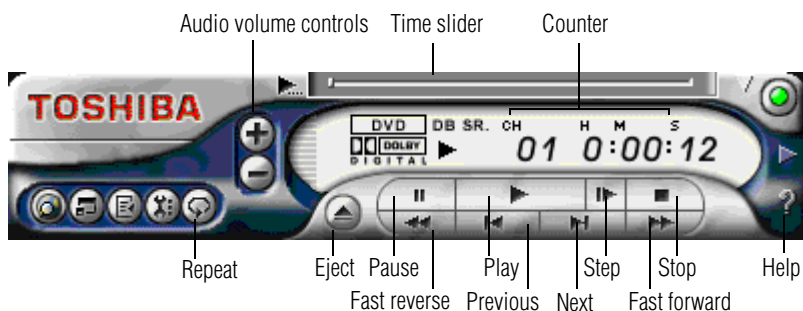 Audio volume controls Time slider Counter
TOSHIBA
DVD DB SR. CH H M S
DOLBY DIGITAL 01 0:00:12
?
Repeat Eject Pause Play Step Stop Help
Fast reverse Previous Next Fast forward